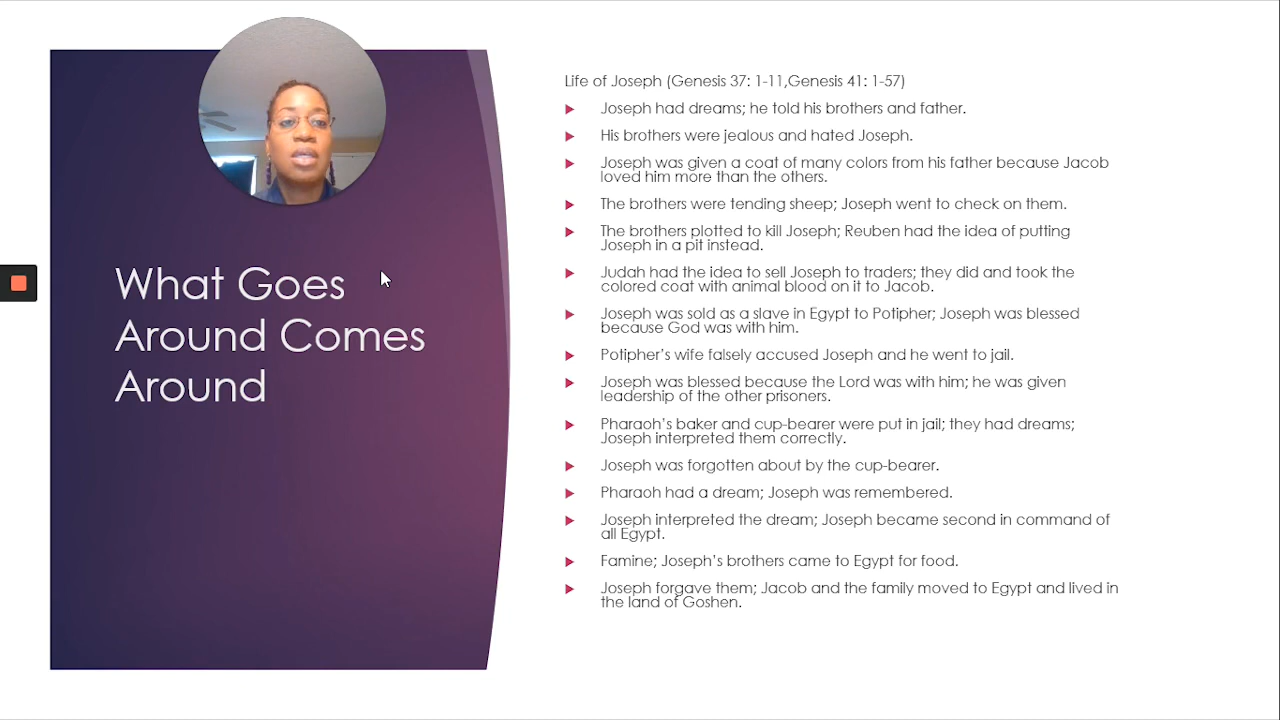 What Goes
Around Comes
Around
Life of Joseph (Genesis 37: 1-11,Genesis 41: 1-57)
Joseph had dreams; he told his brothers and father.
His brothers were jealous and hated Joseph.
Joseph was given a coat of many colors from his father because Jacob
loved him more than the others.
The brothers were tending sheep; Joseph went to check on them.
The brothers plotted to kill Joseph; Reuben had the idea of putting
Joseph in a pit instead.
Judah had the idea to sell Joseph to traders; they did and took the
colored coat with animal blood on it to Jacob.
Joseph was sold as a slave in Egypt to Potipher; Joseph was blessed
because God was with him.
Potipher’s wife falsely accused Joseph and he went to jail.
Joseph was blessed because the Lord was with him; he was given
leadership of the other prisoners.
Pharaoh’s baker and cup-bearer were put in jail; they had dreams;
Joseph interpreted them correctly.
Joseph was forgotten about by the cup-bearer.
Pharaoh had a dream; Joseph was remembered.
Joseph interpreted the dream; Joseph became second in command of
all Egypt.
Famine; Joseph’s brothers came to Egypt for food.
Joseph forgave them; Jacob and the family moved to Egypt and lived in
the land of Goshen.